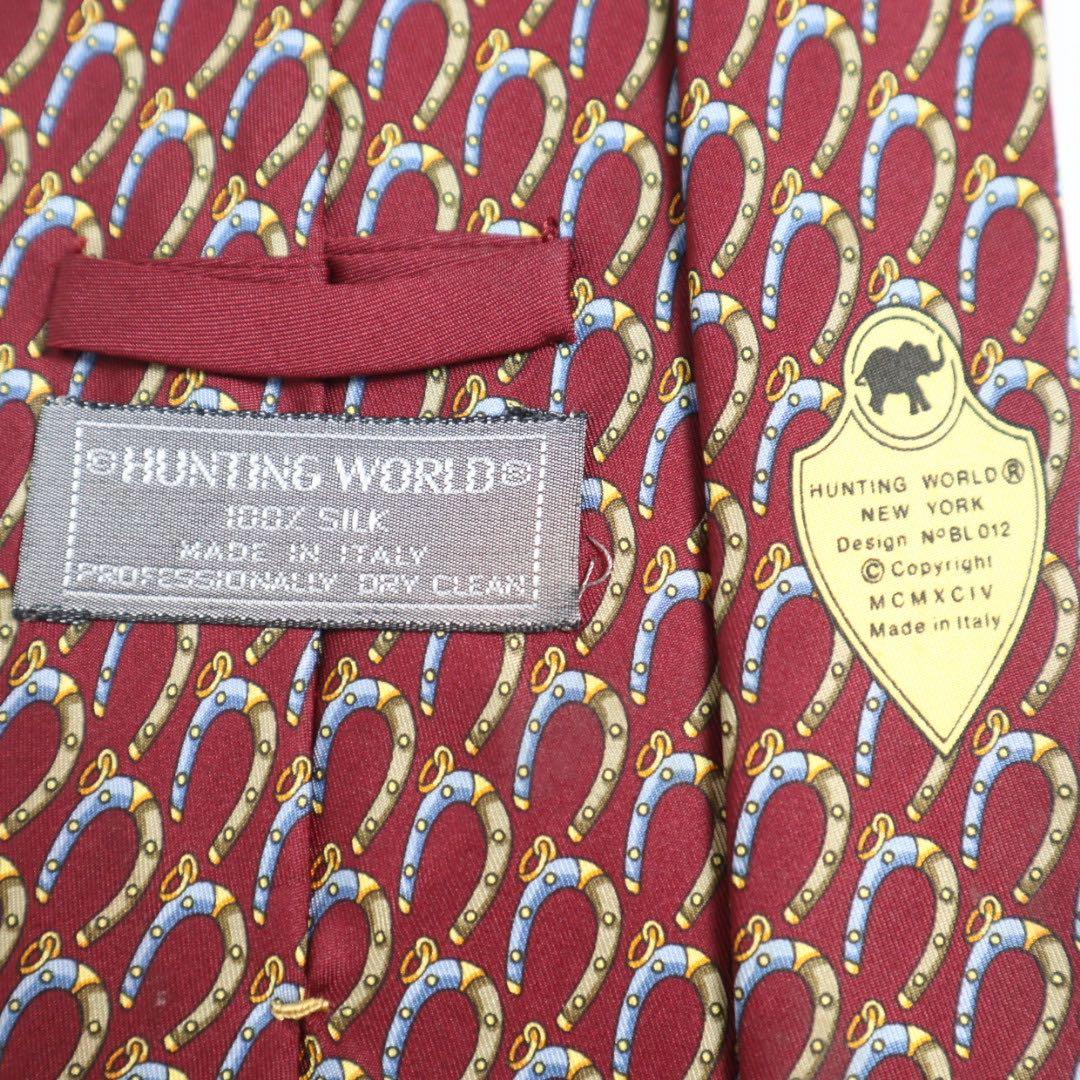 ©HUNTING WORLD©
100% SILK
MADE IN ITALY
PROFESSIONALLY DRY CLEAN
HUNTING WORLD®
NEW YORK
Design NºBL012
© Copyright
MCMXCIV
Made in Italy